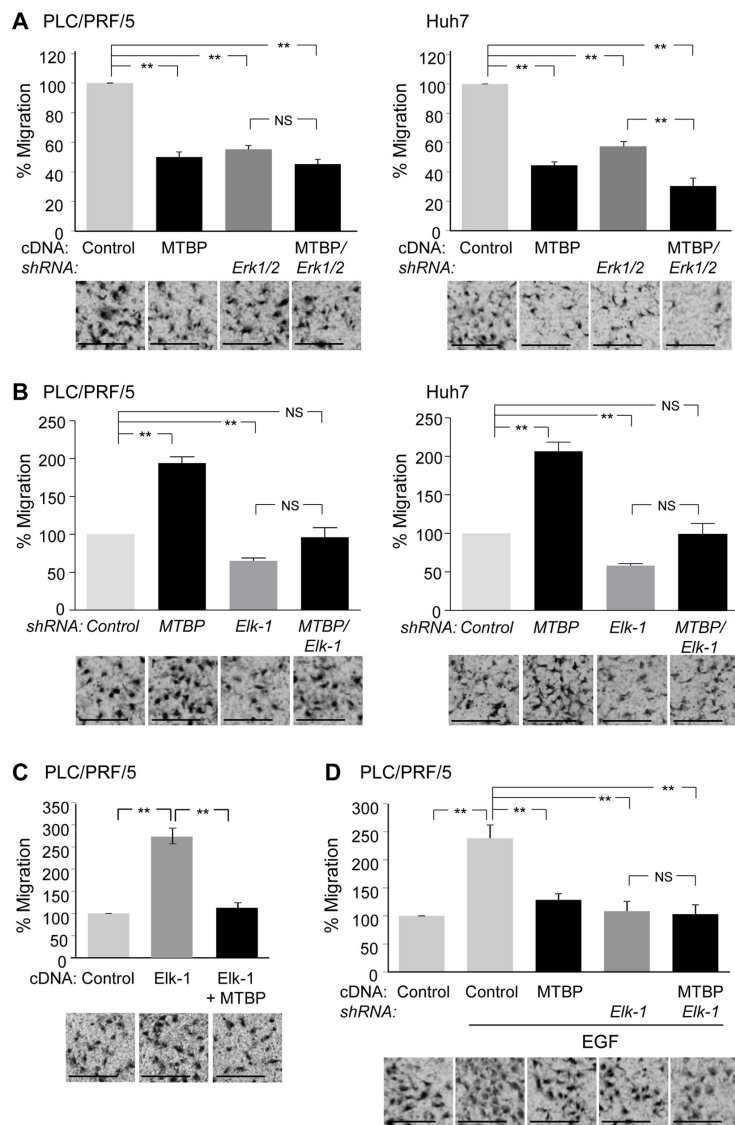 A PLC/PRF/5
**
**
**
NS
% Migration
120
100
80
60
40
20
0
cDNA: Control MTBP MTBP/
shRNA: Erk1/2 Erk1/2
Huh7
**
**
**
**
% Migration
120
100
80
60
40
20
0
cDNA: Control MTBP MTBP/
shRNA: Erk1/2 Erk1/2
B PLC/PRF/5
NS
**
**
NS
% Migration
250
200
150
100
50
0
shRNA: Control MTBP Elk-1 MTBP/
Elk-1
Huh7
NS
**
**
NS
% Migration
250
200
150
100
50
0
shRNA: Control MTBP Elk-1 MTBP/
Elk-1
C PLC/PRF/5
** **
% Migration
350
300
250
200
150
100
50
0
cDNA: Control Elk-1 Elk-1
+ MTBP
D PLC/PRF/5
**
**
** **
NS
% Migration
300
250
200
150
100
50
0
cDNA: Control Control MTBP MTBP
shRNA: Elk-1 Elk-1
EGF